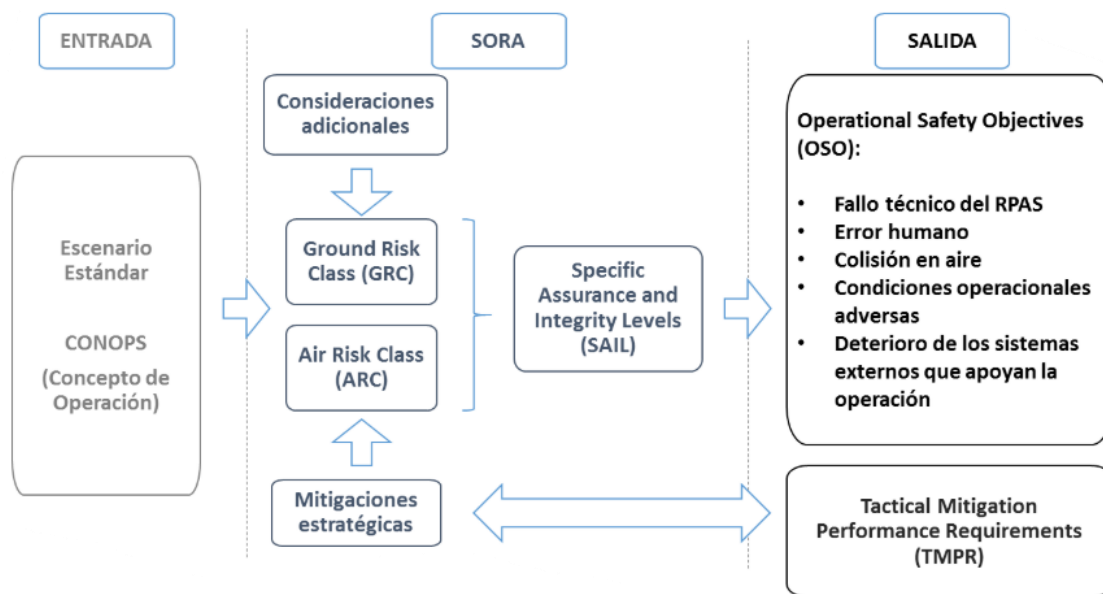 ENTRADA
SORA
SALIDA
Escenario
Estándar
CONOPS
(Concepto de
Operación)
Consideraciones
adicionales
Ground Risk
Class (GRC)
Air Risk Class
(ARC)
Mitigaciones
estratégicas
Specific
Assurance and
Integrity Levels
(SAIL)
Operational Safety Objectives
(OSO):
• Fallo técnico del RPAS
• Error humano
• Colisión en aire
• Condiciones operacionales
adversas
• Deterioro de los sistemas
externos que apoyan la
operación
Tactical Mitigation
Performance Requirements
(TMPR)